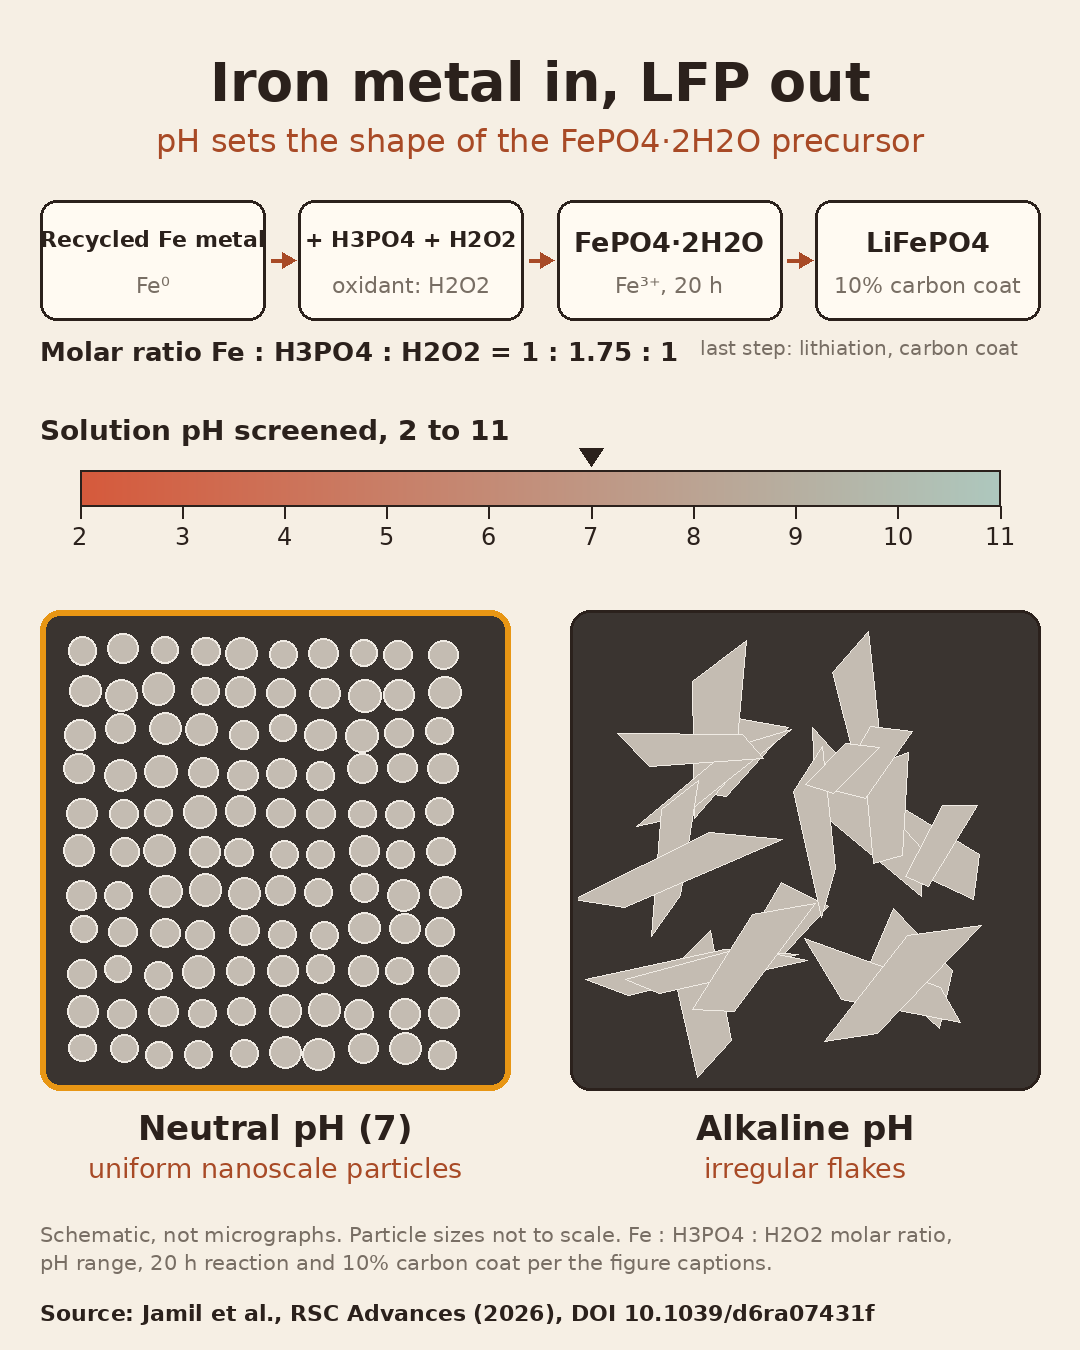 Iron metal in, LFP out
pH sets the shape of the FePO4·2H2O precursor
Recycled Fe metal
Fe⁰
+ H3PO4 + H2O2
oxidant: H2O2
FePO4·2H2O
Fe³⁺, 20 h
LiFePO4
10% carbon coat
Molar ratio Fe : H3PO4 : H2O2 = 1 : 1.75 : 1
last step: lithiation, carbon coat
Solution pH screened, 2 to 11
2 3 4 5 6 7 8 9 10 11
Neutral pH (7)
uniform nanoscale particles
Alkaline pH
irregular flakes
Schematic, not micrographs. Particle sizes not to scale. Fe : H3PO4 : H2O2 molar ratio,
pH range, 20 h reaction and 10% carbon coat per the figure captions.
Source: Jamil et al., RSC Advances (2026), DOI 10.1039/d6ra07431f